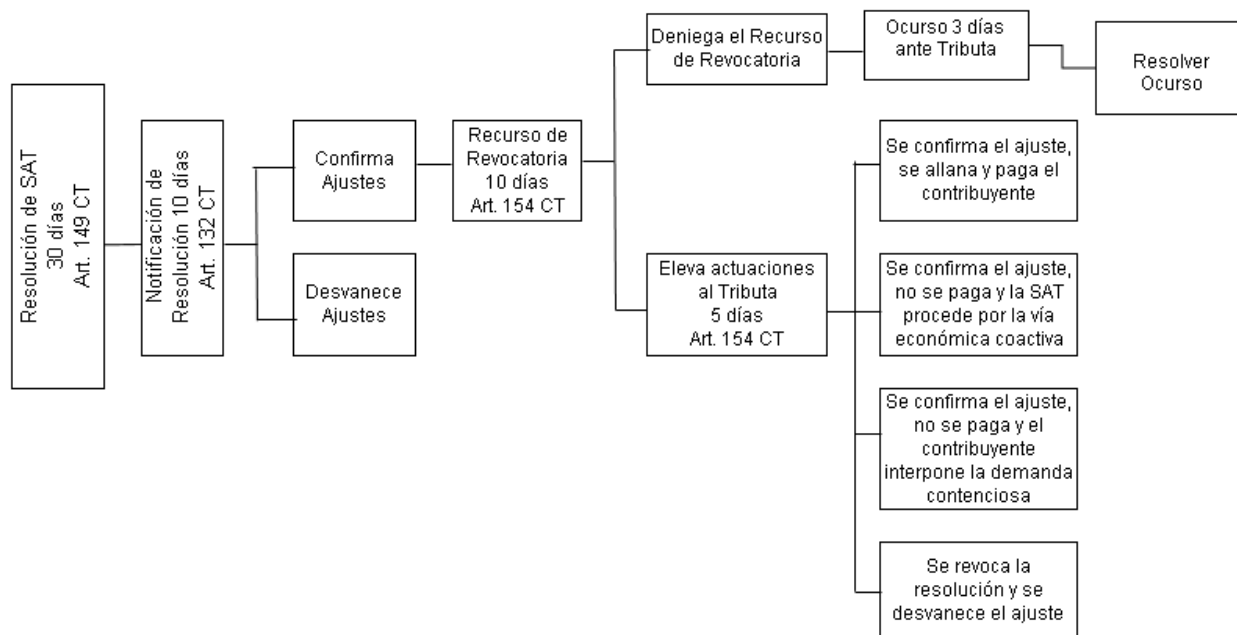 Resolución de SAT
30 días
Art. 149 CT
Notificación de
Resolución 10 días
Art. 132 CT
Confirma
Ajustes
Desvanece
Ajustes
Recurso de
Revocatoria
10 días
Art. 154 CT
Deniega el Recurso
de Revocatoria
Ocurso 3 días
ante Tributa
Resolver
Ocurso
Eleva actuaciones
al Tributa
5 días
Art. 154 CT
Se confirma el ajuste,
se allana y paga el
contribuyente
Se confirma el ajuste,
no se paga y la SAT
procede por la vía
económica coactiva
Se confirma el ajuste,
no se paga y el
contribuyente
interpone la demanda
contenciosa
Se revoca la
resolución y se
desvanece el ajuste